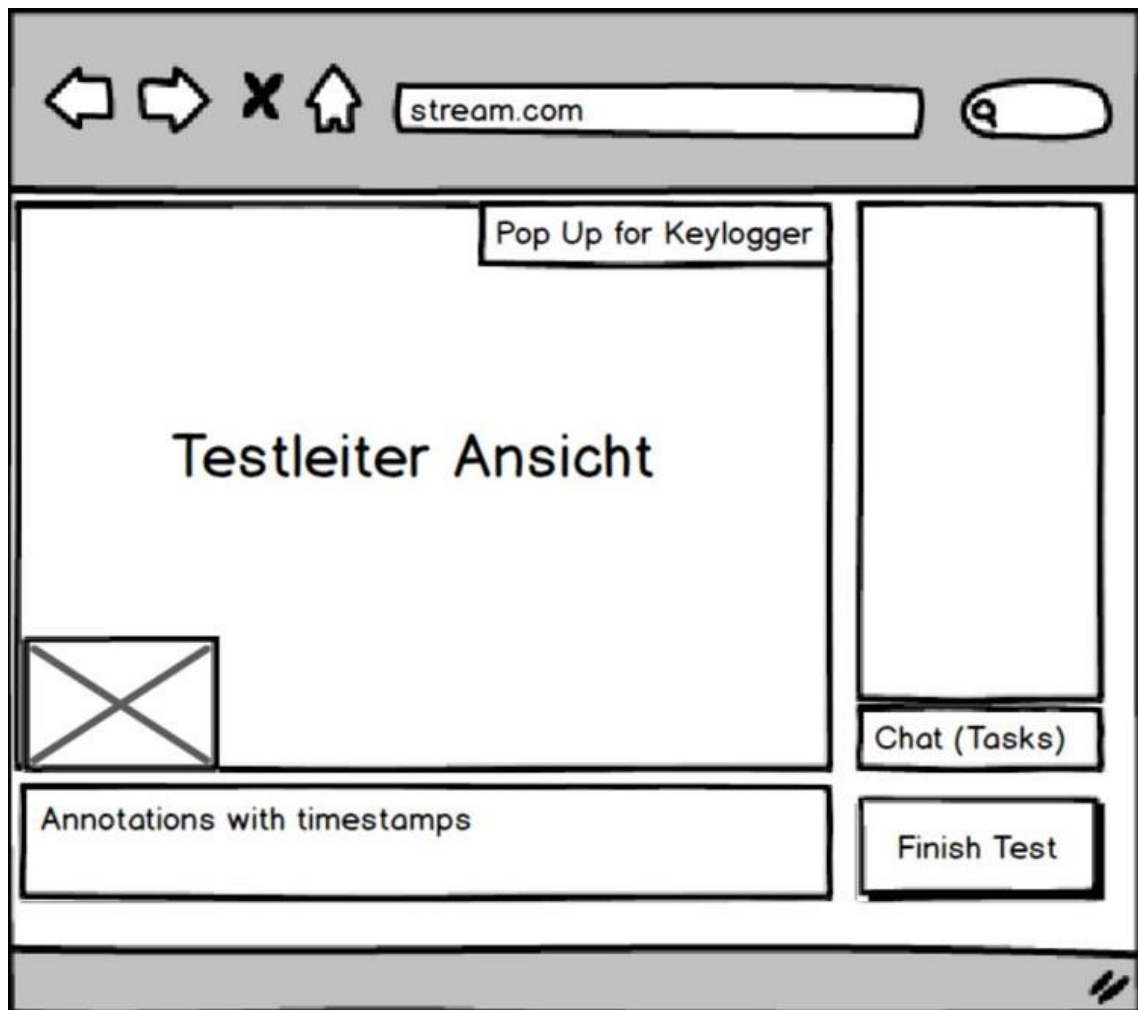 stream.com
Pop Up for Keylogger
Testleiter Ansicht
Chat (Tasks)
Annotations with timestamps
Finish Test